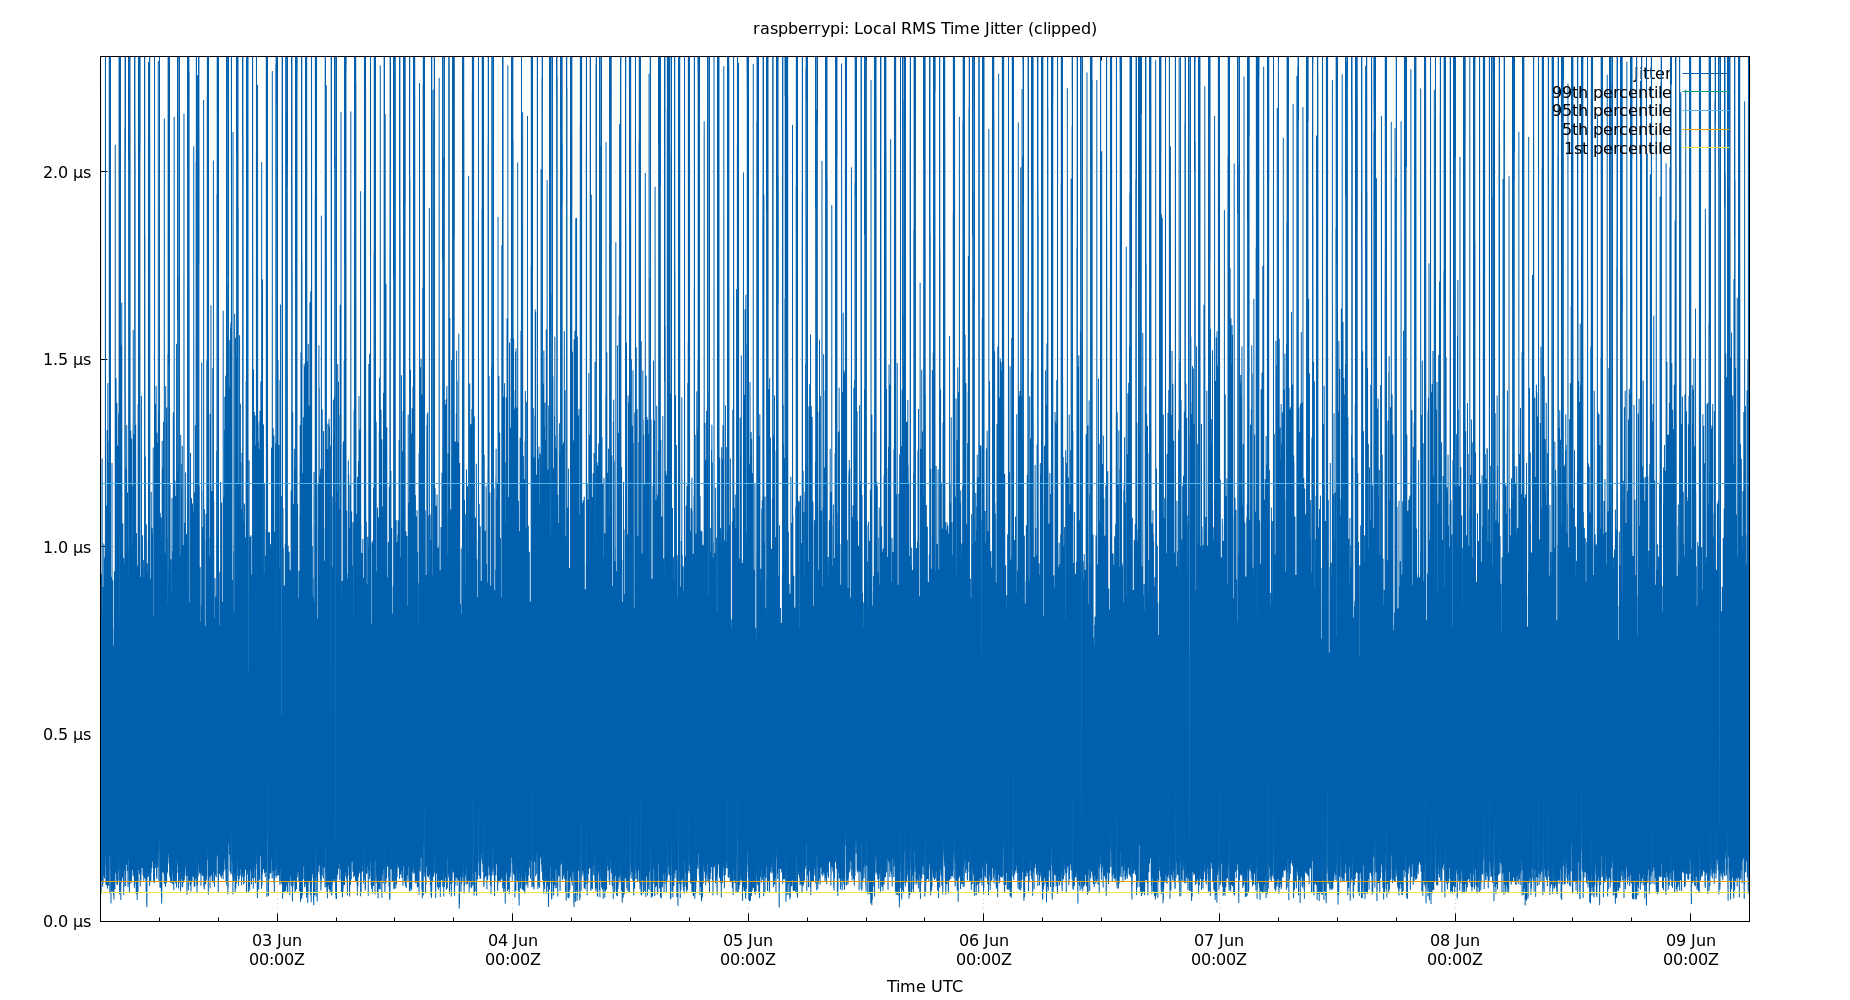 raspberrypi: Local RMS Time Jitter (clipped)
jitter
99th percentile
95th percentile
5th percentile
1st percentile
2.0 µs
1.5 µs
1.0 µs
0.5 µs
0.0 µs
03 Jun 04 Jun 05 Jun 06 Jun 07 Jun 08 Jun 09 Jun
00:00Z 00:00Z 00:00Z 00:00Z 00:00Z 00:00Z 00:00Z
Time UTC